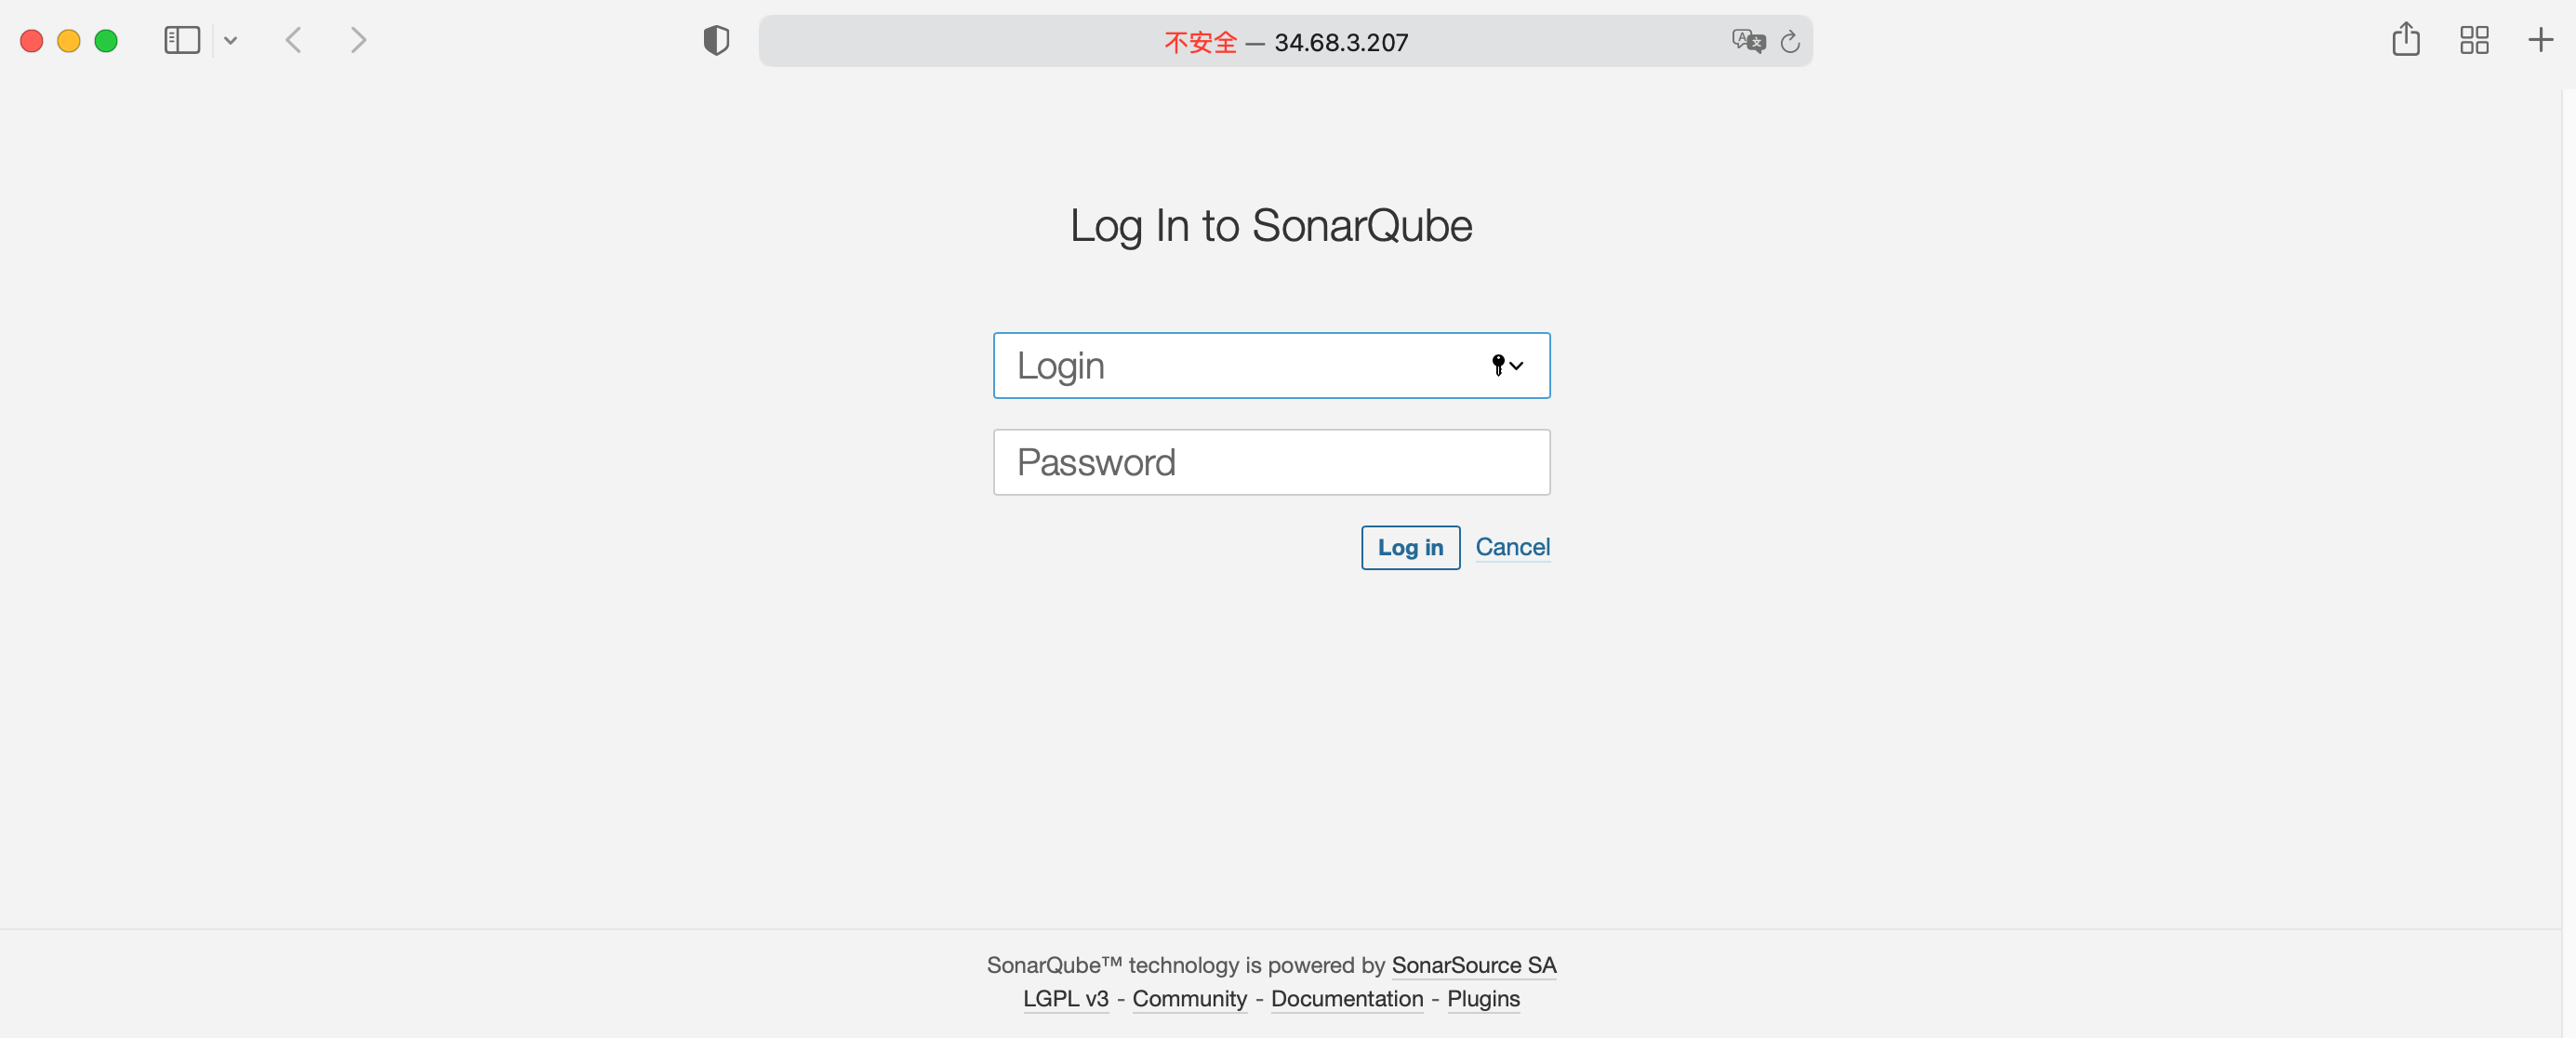 不安全 — 34.68.3.207
Log In to SonarQube
Login
Password
Log in Cancel
SonarQube™ technology is powered by SonarSource SA
LGPL v3 - Community - Documentation - Plugins